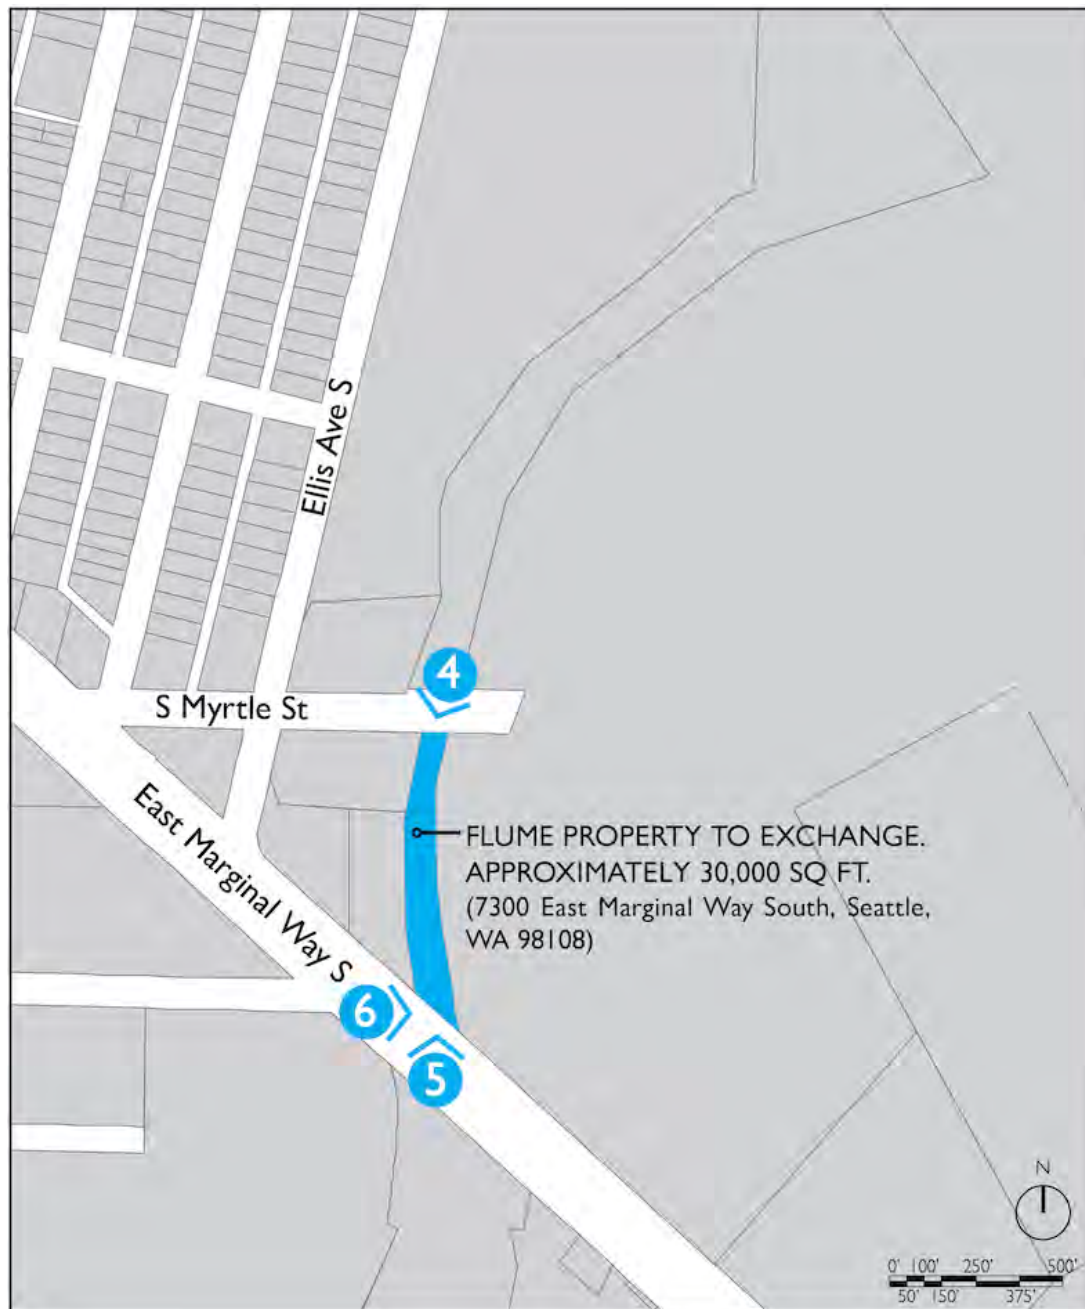 Ellis Ave S
4
S Myrtle St
East Marginal Way S
FLUME PROPERTY TO EXCHANGE.
APPROXIMATELY 30,000 SQ FT.
(7300 East Marginal Way South, Seattle,
WA 98108)
6
5
N
0' 100' 250' 500'
50' 150' 375'